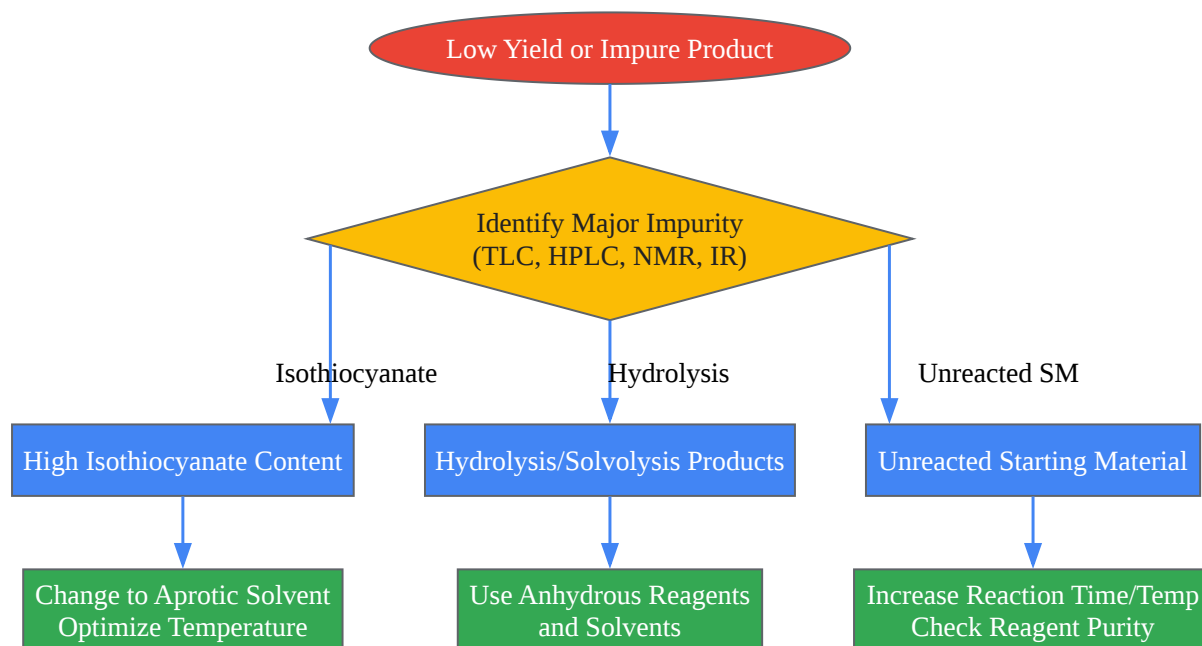 Low Yield or Impure Product
Identify Major Impurity
(TLC, HPLC, NMR, IR)
Isothiocyanate
Hydrolysis
Unreacted SM
High Isothiocyanate Content
Hydrolysis/Solvolysis Products
Unreacted Starting Material
Change to Aprotic Solvent
Optimize Temperature
Use Anhydrous Reagents
and Solvents
Increase Reaction Time/Temp
Check Reagent Purity